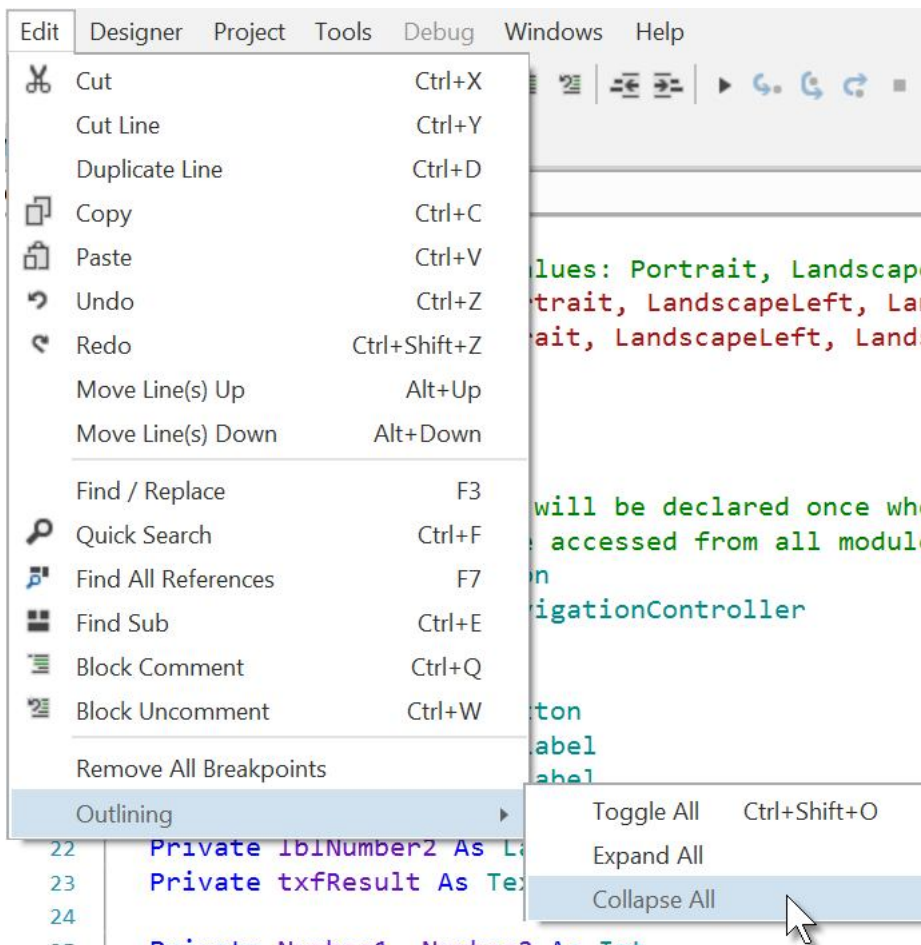 Edit Designer Project Tools Debug Windows Help
Cut Ctrl+X
Cut Line Ctrl+Y
Duplicate Line Ctrl+D
Copy Ctrl+C
Paste Ctrl+V
Undo Ctrl+Z
Redo Ctrl+Shift+Z
Move Line(s) Up Alt+Up
Move Line(s) Down Alt+Down
Find / Replace F3
Quick Search Ctrl+F
Find All References F7
Find Sub Ctrl+E
Block Comment Ctrl+Q
Block Uncomment Ctrl+W
Remove All Breakpoints
Outlining
Toggle All Ctrl+Shift+O
Expand All
Collapse All
lues: Portrait, Landscap
trait, LandscapeLeft, La
ait, LandscapeLeft, Land
will be declared once wh
accessed from all modul
n
igationController
ton
abel
abel
22 Private lblNumber2 As La
23 Private txfResult As Te
24